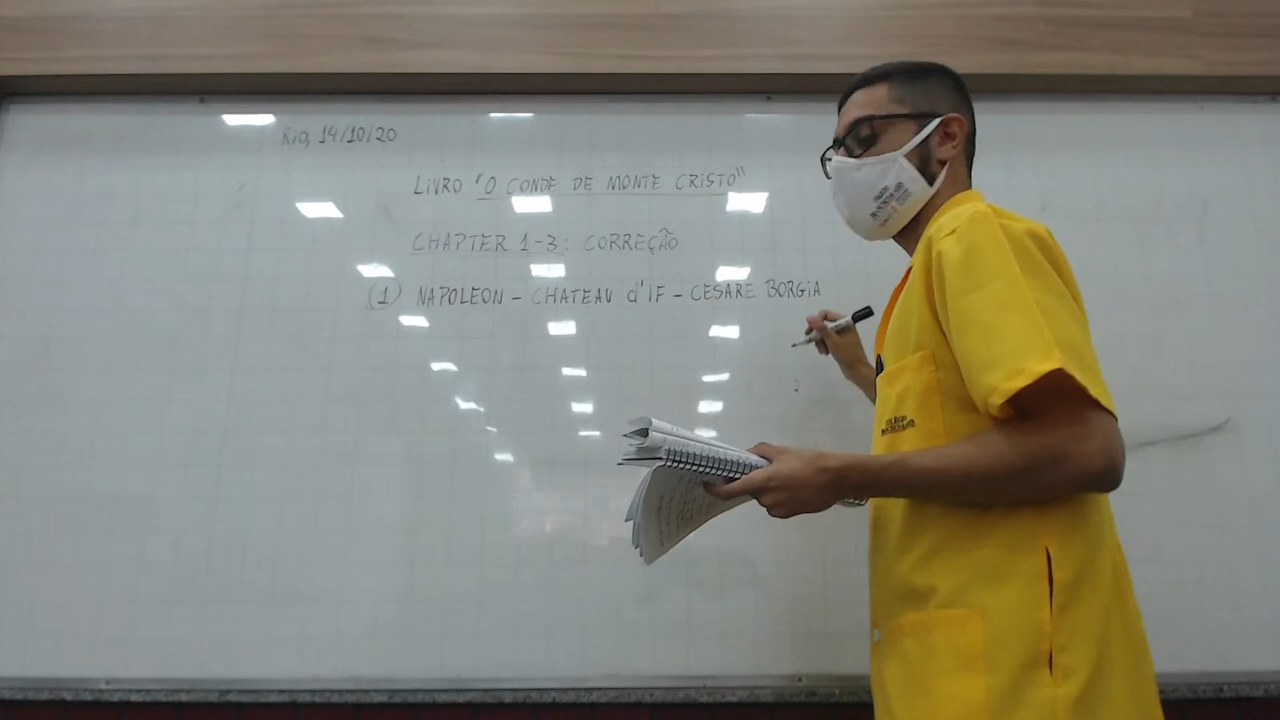 Rio, 14/10/20
LIVRO "O CONDE DE MONTE CRISTO"
CHAPTER 1-3: CORREÇÃO
(1) NAPOLEON - CHATEAU d'IF - CESARE BORGIA